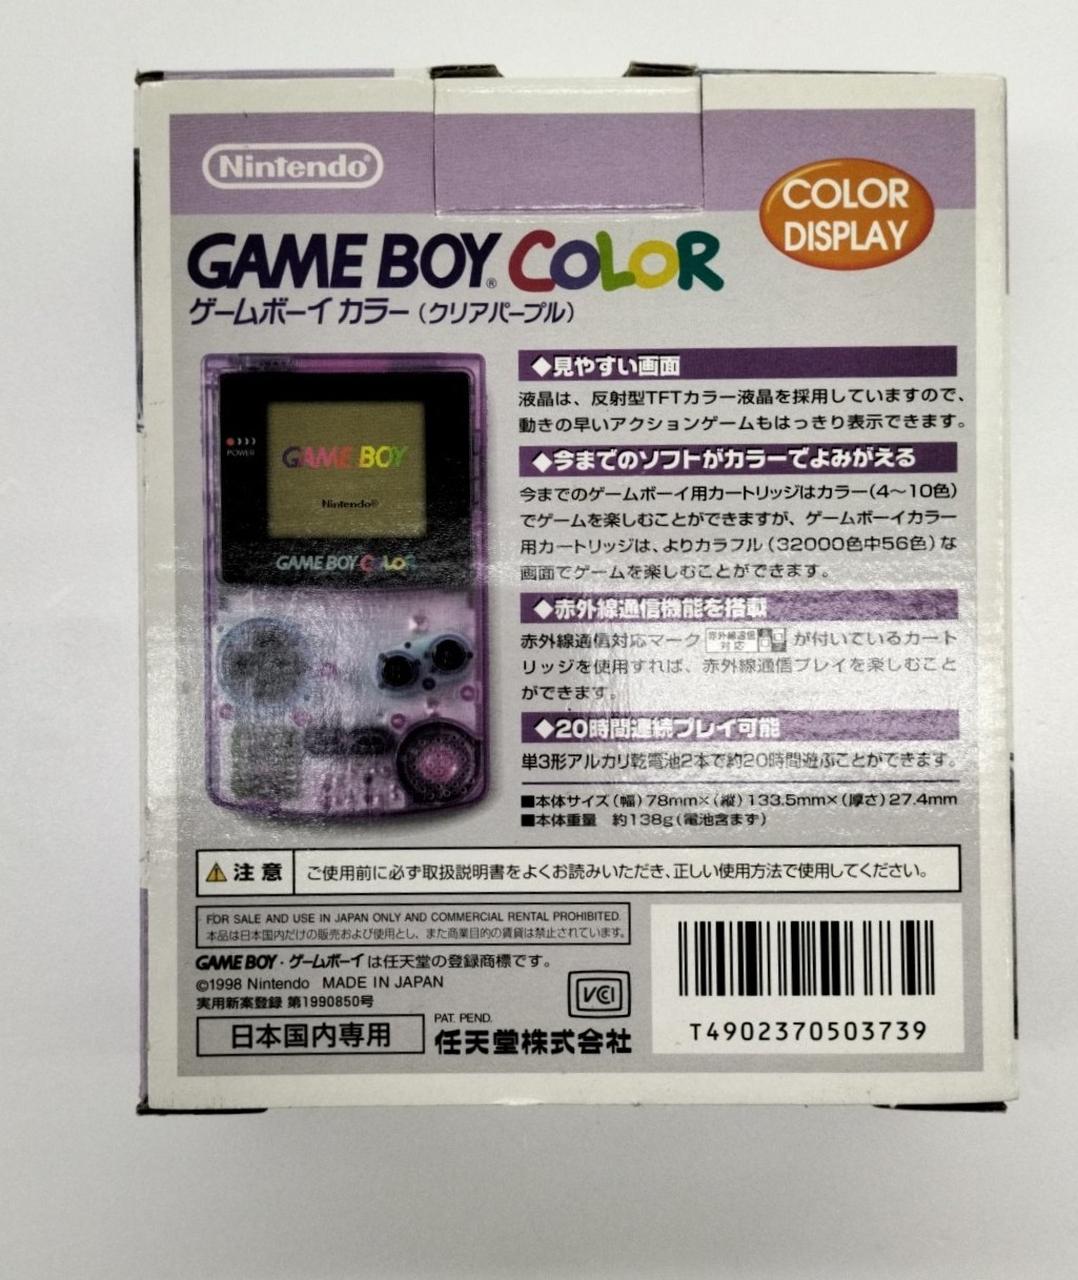 Nintendo®
COLOR
DISPLAY
GAME BOY® COLOR
ゲームボーイ カラー（クリアパープル）
POWER
GAME BOY
Nintendo®
GAME BOY COLOR
◆見やすい画面
液晶は、反射型TFTカラー液晶を採用していますので、
動きの早いアクションゲームもはっきり表示できます。
◆今までのソフトがカラーでよみがえる
今までのゲームボーイ用カートリッジはカラー（4〜10色）
でゲームを楽しむことができますが、ゲームボーイカラー
用カートリッジは、よりカラフル（32000色中56色）な
画面でゲームを楽しむことができます。
◆赤外線通信機能を搭載
赤外線通信対応マーク 赤外線通信対応 が付いているカート
リッジを使用すれば、赤外線通信プレイを楽しむこと
ができます。
◆20時間連続プレイ可能
単3形アルカリ乾電池2本で約20時間遊ぶことができます。
■本体サイズ（幅）78mm×（縦）133.5mm×（厚さ）27.4mm
■本体重量 約138g（電池含まず）
⚠注意 ご使用前に必ず取扱説明書をよくお読みいただき、正しい使用方法で使用してください。
FOR SALE AND USE IN JAPAN ONLY AND COMMERCIAL RENTAL PROHIBITED.
本品は日本国内だけの販売および使用とし、また商業目的の賃貸は禁止されています。
GAME BOY・ゲームボーイは任天堂の登録商標です。
©1998 Nintendo MADE IN JAPAN
実用新案登録 第1990850号
VCI
日本国内専用
PAT. PEND.
任天堂株式会社
T4902370503739